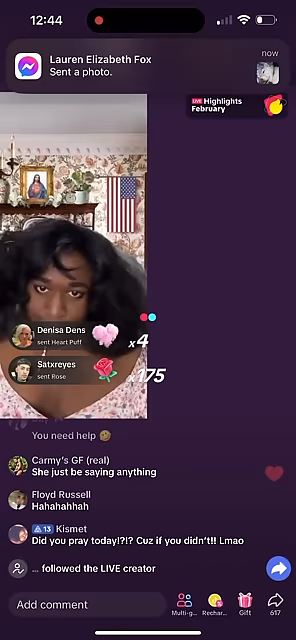 12:44
Lauren Elizabeth Fox
now
Sent a photo.
LIVE Highlights
February
Denisa Dens
sent Heart Puff
x4
Satxreyes
sent Rose
x175
You need help 🤣
Carmy's GF (real)
She just be saying anything
Floyd Russell
Hahahahhah
13 Kismet
Did you pray today!?!? Cuz if you didn't!! Lmao
... followed the LIVE creator
Add comment
Multi-g...
Rechar...
Gift
617